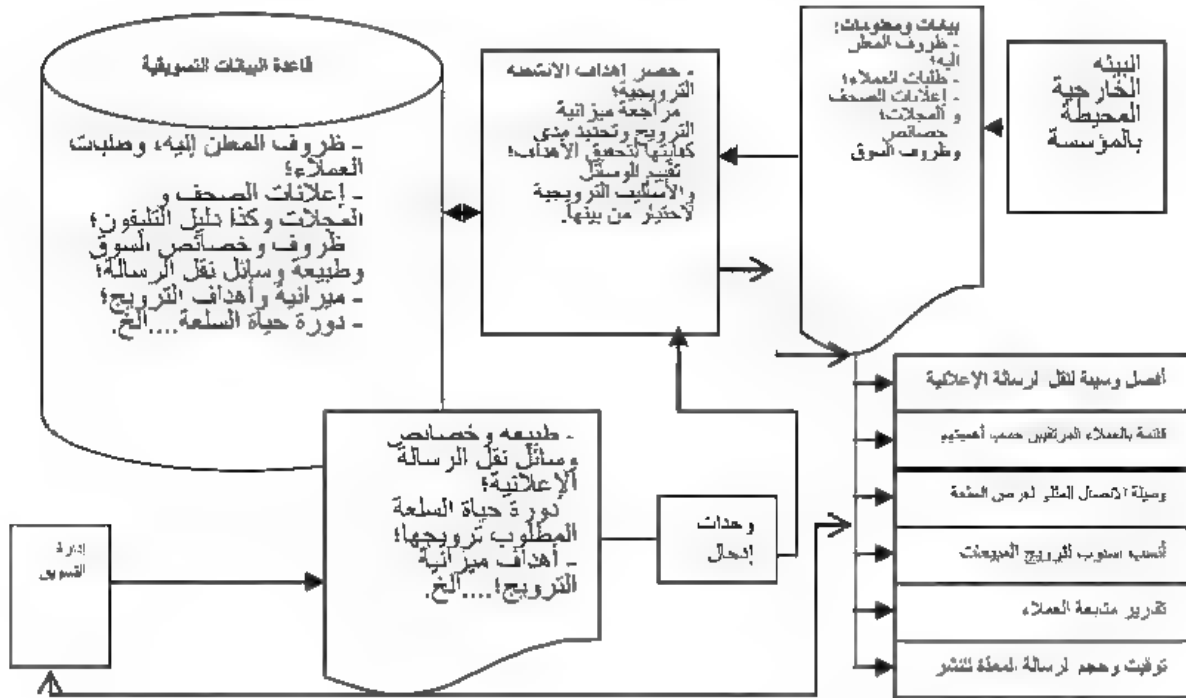 البيئه
الخارجية
المحيطة
بالمؤسسة
بيانات ومعلومات:
- ظروف المعلن
إليه؛
- طلبات العملاء؛
- إعلانات الصحف
و المجلات؛
خصائص
وظروف السوق
- حصر أهداف الأنشطة
الترويجية؛
مراجعة ميزانية
الترويج وتحديد مدى
كفايتها لتحقيق الأهداف؛
تقييم الوسائل
والأساليب الترويجية
لاختيار من بينها.
قاعدة البيانات التسويقية
- ظروف المعلن إليه، وطلبات
العملاء؛
- إعلانات الصحف و
المجلات وكذا دليل التليفون؛
ظروف وخصائص السوق
وطبيعة وسائل نقل الرسالة؛
- ميزانية وأهداف الترويج؛
- دورة حياة السلعة....الخ.
أفضل وسيلة لنقل الرسالة الإعلانية
قائمة بالعملاء المرتقبين حسب أهميتهم
وسيلة الاتصال المثلى لعرض السلعة
أنسب أسلوب لترويج المبيعات
تقارير متابعة العملاء
توقيت وحجم الرسالة المعدة للنشر
- طبيعه وخصائص
وسائل نقل الرسالة
الإعلانية؛
دورة حياة السلعة
المطلوب ترويجها؛
- أهداف ميزانية
الترويج؛....الخ.
وحدات
إدخال
إدارة
التسويق